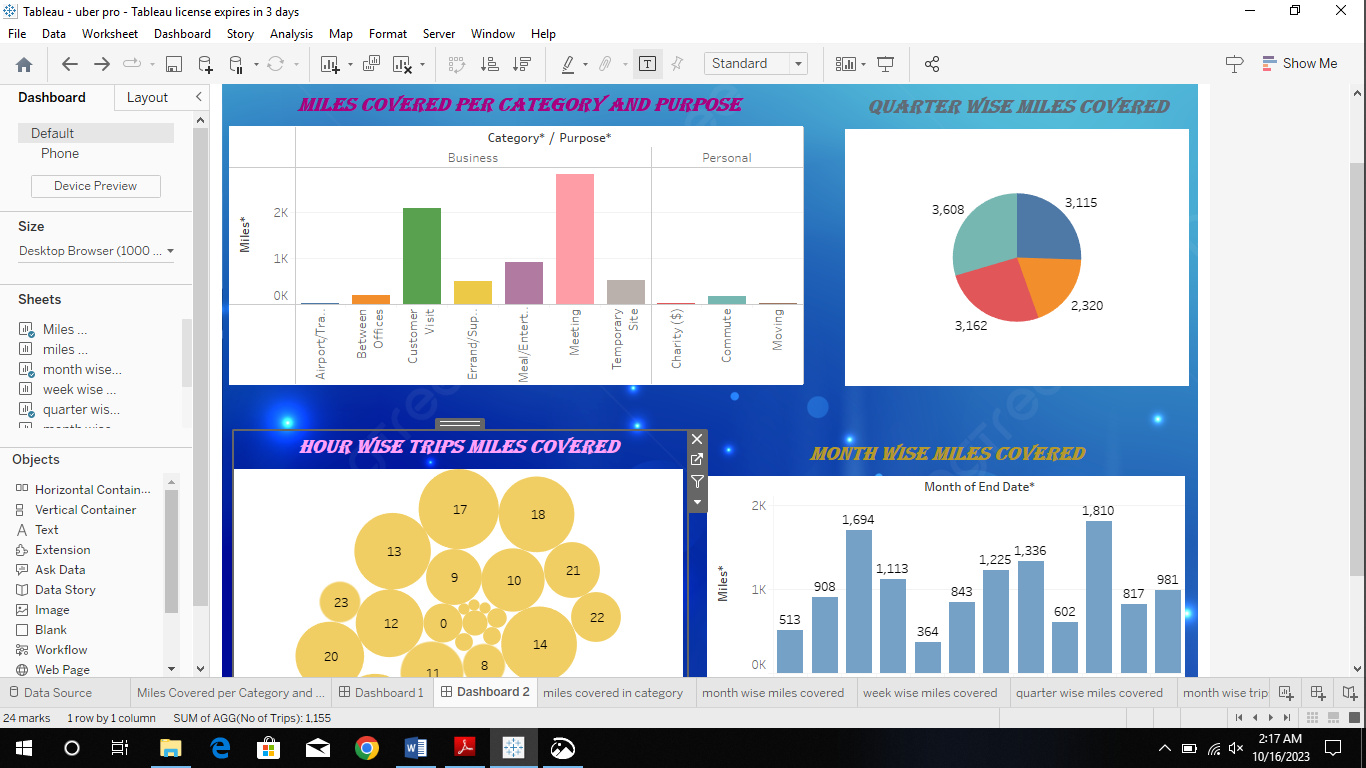 Tableau - uber pro - Tableau license expires in 3 days
File Data Worksheet Dashboard Story Analysis Map Format Server Window Help
Standard
Show Me
Dashboard
Layout
Default
Phone
Device Preview
Size
Desktop Browser (1000 ...
Sheets
Miles ...
miles ...
month wise...
week wise ...
quarter wis...
Objects
Horizontal Contain...
Vertical Container
Text
Extension
Ask Data
Data Story
Image
Blank
Workflow
Web Page
MILES COVERED PER CATEGORY AND PURPOSE
Category* / Purpose*
Business
Personal
Miles*
2K
1K
0K
Airport/Tra..
Between Offices
Customer Visit
Errand/Sup..
Meal/Entert..
Meeting
Temporary Site
Charity ($)
Commute
Moving
QUARTER WISE MILES COVERED
3,608
3,115
2,320
3,162
HOUR WISE TRIPS MILES COVERED
17
18
13
9
10
21
23
12
0
22
14
20
11
8
MONTH WISE MILES COVERED
Month of End Date*
Miles*
2K
1K
0K
513
908
1,694
1,113
364
843
1,225
1,336
602
1,810
817
981
Data Source
Miles Covered per Category and ...
Dashboard 1
Dashboard 2
miles covered in category
month wise miles covered
week wise miles covered
quarter wise miles covered
month wise trip
24 marks
1 row by 1 column
SUM of AGG(No of Trips): 1,155
2:17 AM
10/16/2023